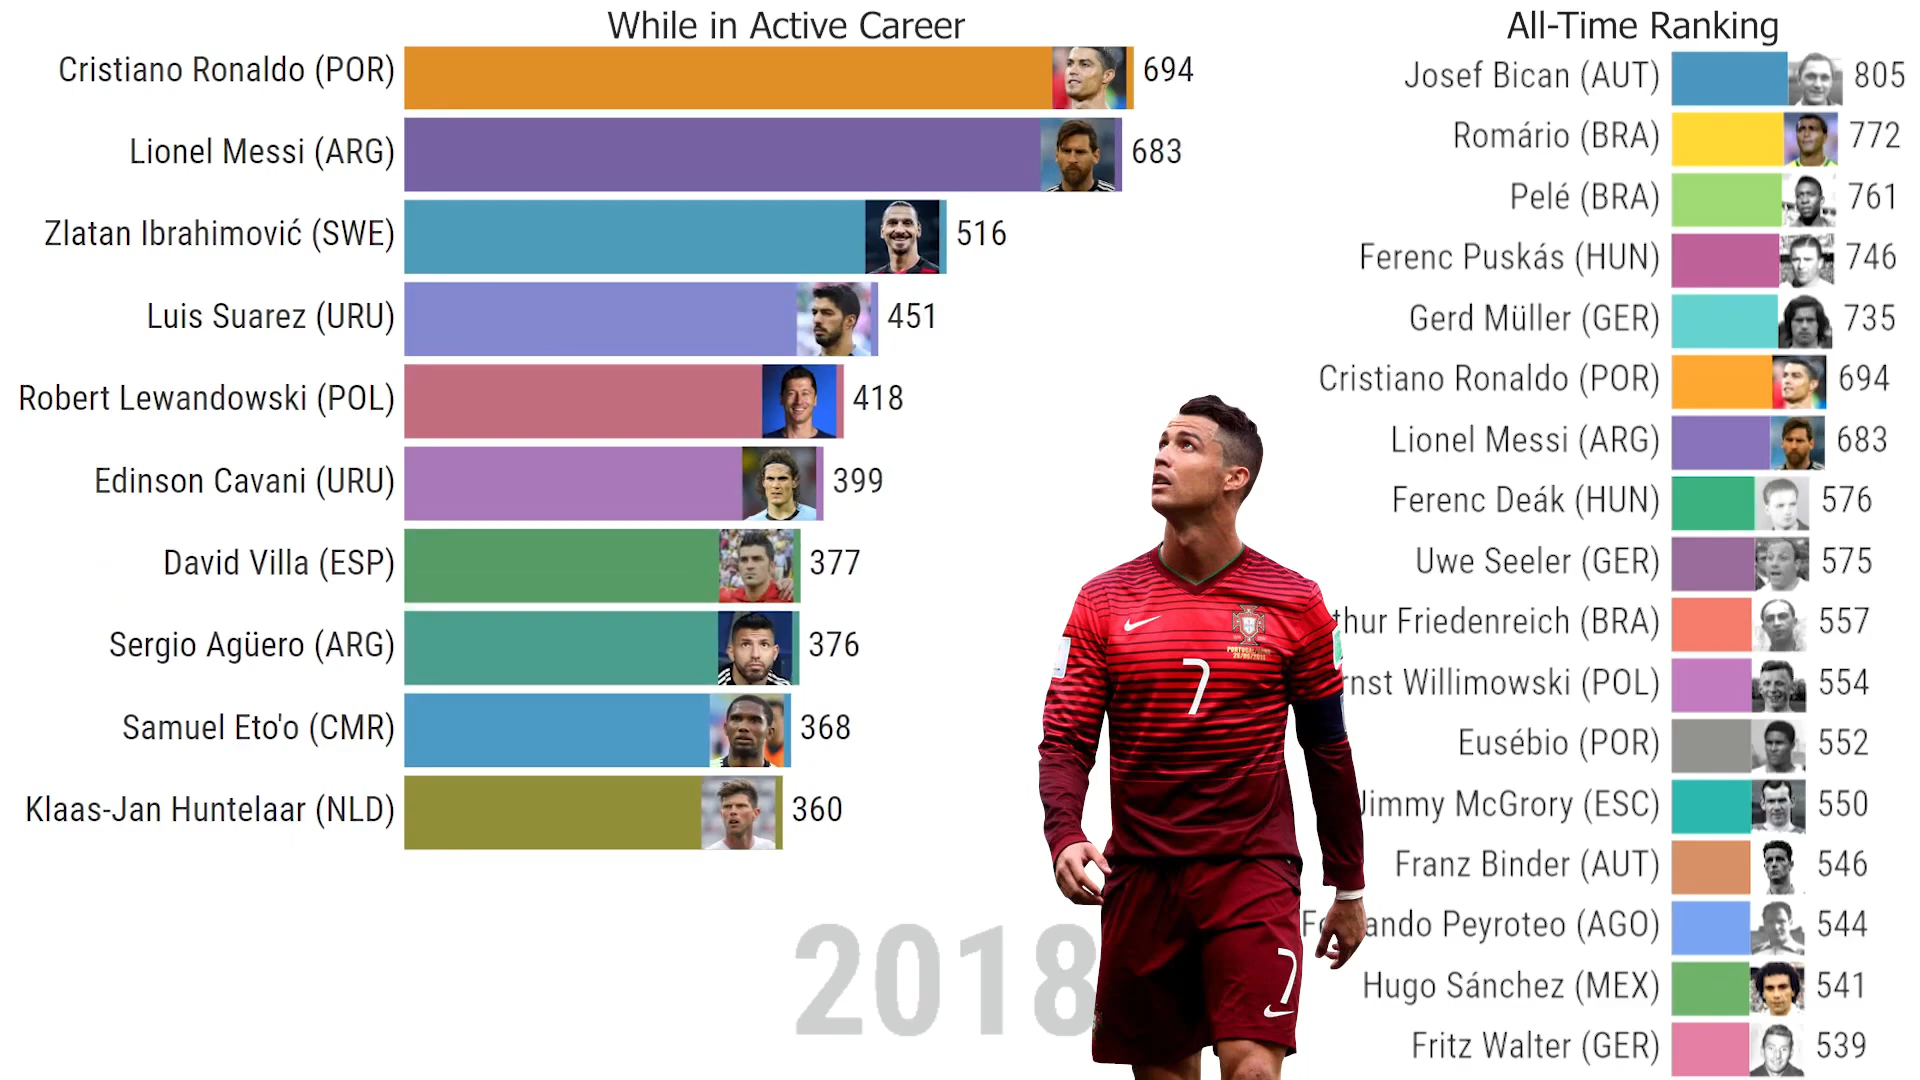 While in Active Career
Cristiano Ronaldo (POR) 694
Lionel Messi (ARG) 683
Zlatan Ibrahimović (SWE) 516
Luis Suarez (URU) 451
Robert Lewandowski (POL) 418
Edinson Cavani (URU) 399
David Villa (ESP) 377
Sergio Agüero (ARG) 376
Samuel Eto'o (CMR) 368
Klaas-Jan Huntelaar (NLD) 360
2018
7
7
All-Time Ranking
Josef Bican (AUT) 805
Romário (BRA) 772
Pelé (BRA) 761
Ferenc Puskás (HUN) 746
Gerd Müller (GER) 735
Cristiano Ronaldo (POR) 694
Lionel Messi (ARG) 683
Ferenc Deák (HUN) 576
Uwe Seeler (GER) 575
thur Friedenreich (BRA) 557
rnst Willimowski (POL) 554
Eusébio (POR) 552
Jimmy McGrory (ESC) 550
Franz Binder (AUT) 546
ando Peyroteo (AGO) 544
Hugo Sánchez (MEX) 541
Fritz Walter (GER) 539